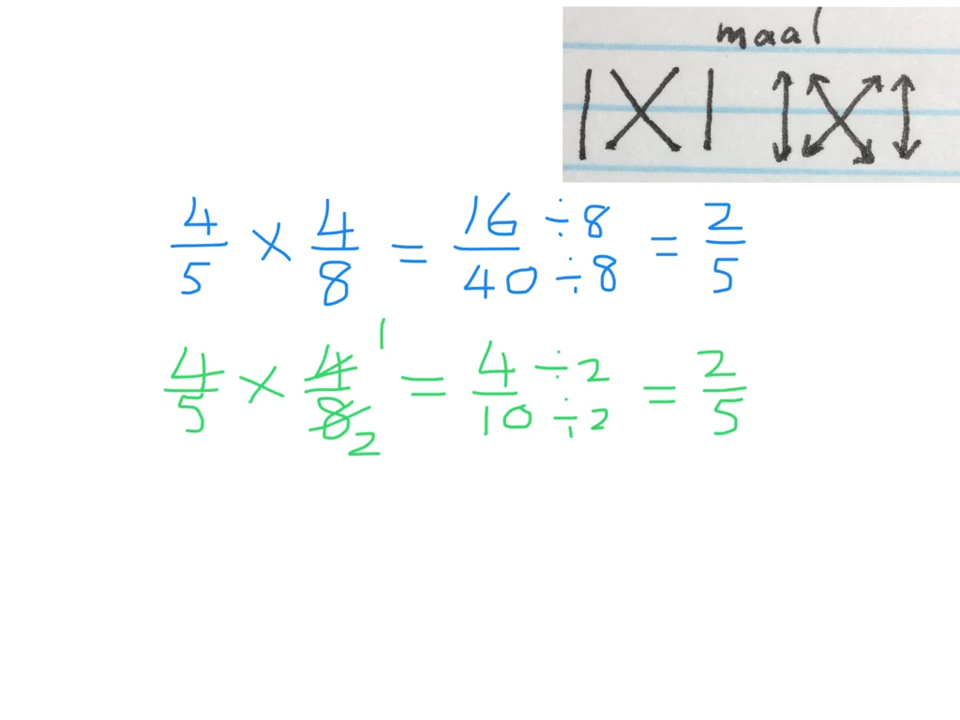 maal
| X |
4/5 × 4/8 = 16/40 ÷8/÷8 = 2/5
4/5 × 4/8 1/2 = 4/10 ÷2/÷2 = 2/5